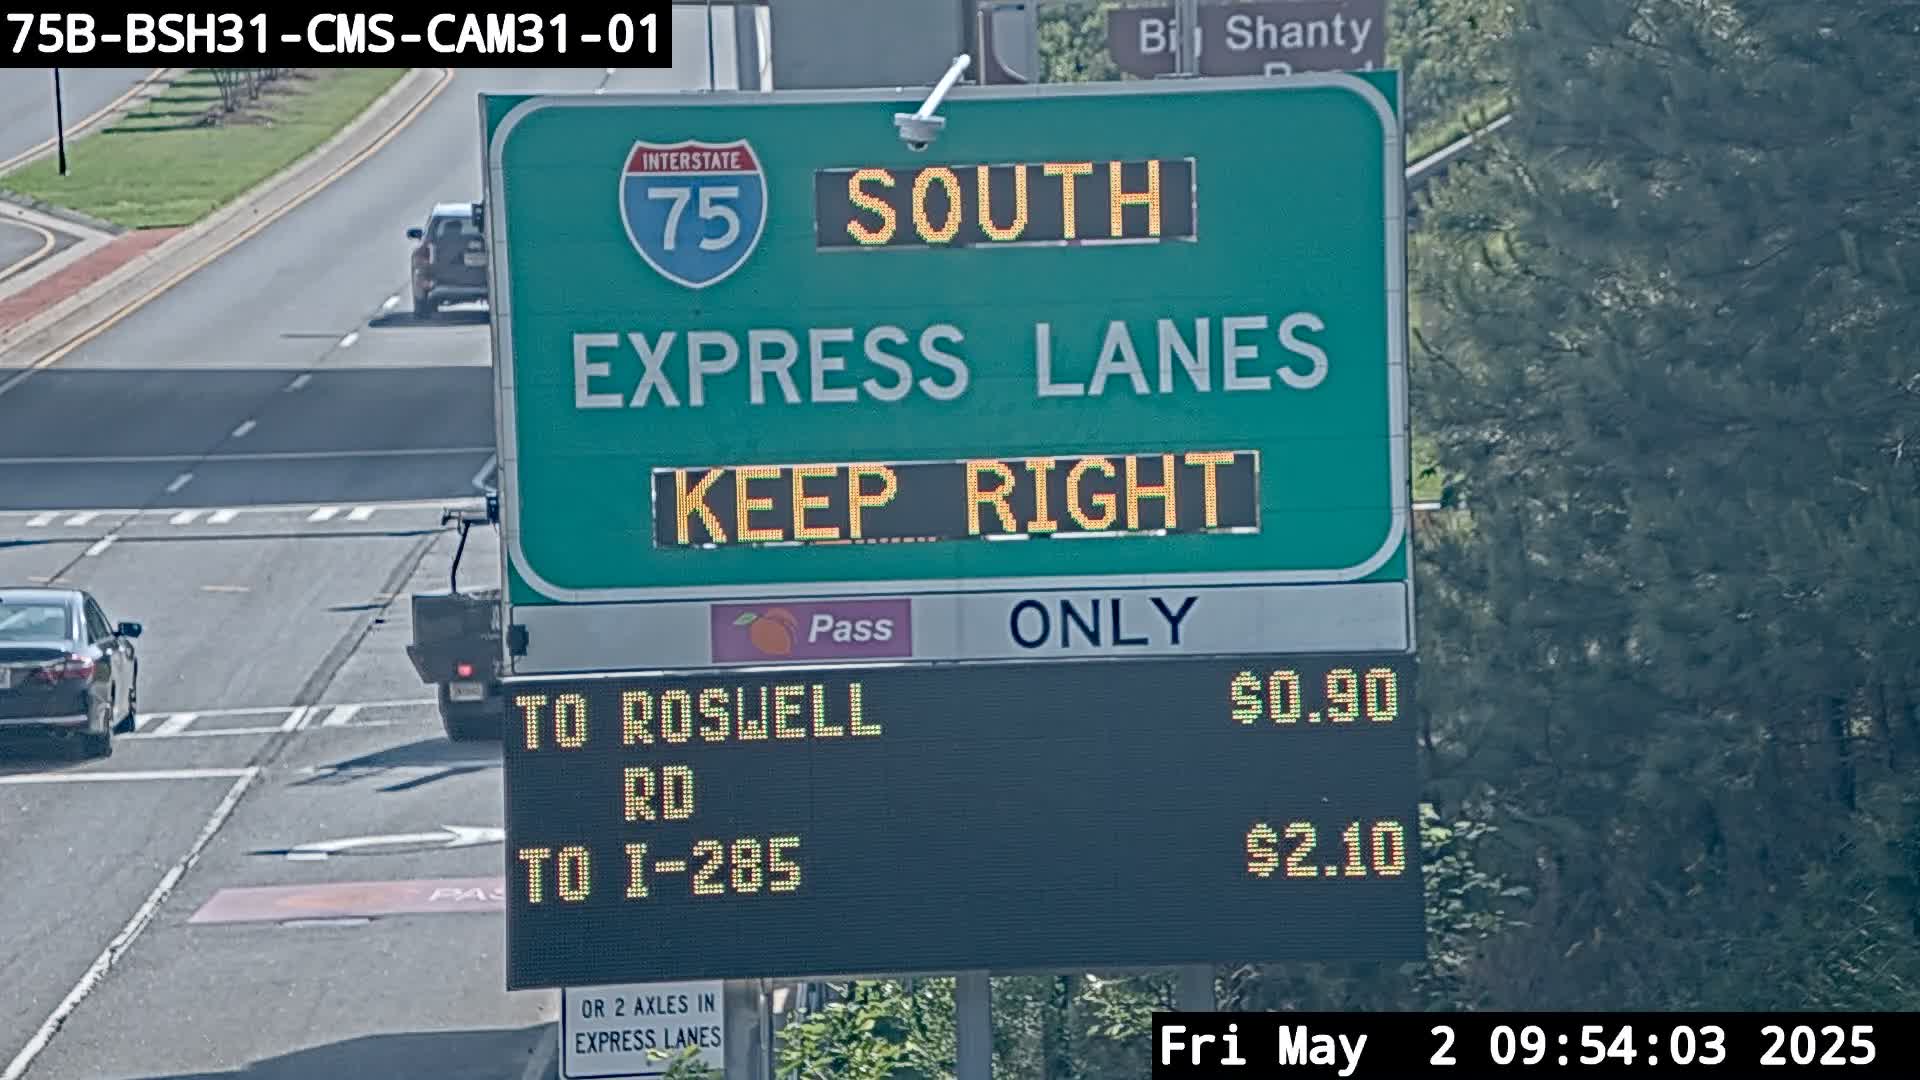 75B-BSH31-CMS-CAM31-01
Big Shanty
Road
INTERSTATE
75
SOUTH
EXPRESS LANES
KEEP RIGHT
Pass ONLY
TO ROSWELL $0.90
RD
TO I-285 $2.10
PAS
OR 2 AXLES IN
EXPRESS LANES
Fri May 2 09:54:03 2025